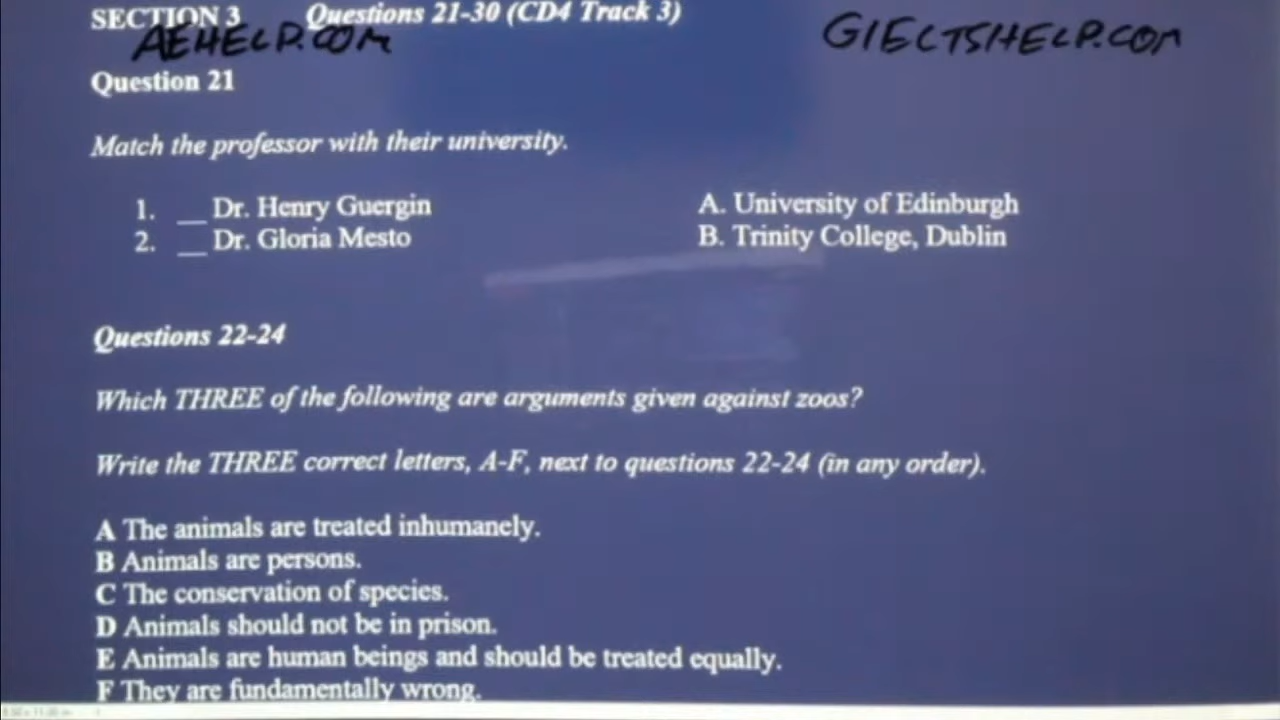 SECTION 3 Questions 21-30 (CD4 Track 3)
AEHELP.COM GIELTSHELP.COM
Question 21
Match the professor with their university.
1. __ Dr. Henry Guergin A. University of Edinburgh
2. __ Dr. Gloria Mesto B. Trinity College, Dublin
Questions 22-24
Which THREE of the following are arguments given against zoos?
Write the THREE correct letters, A-F, next to questions 22-24 (in any order).
A The animals are treated inhumanely.
B Animals are persons.
C The conservation of species.
D Animals should not be in prison.
E Animals are human beings and should be treated equally.
F They are fundamentally wrong.